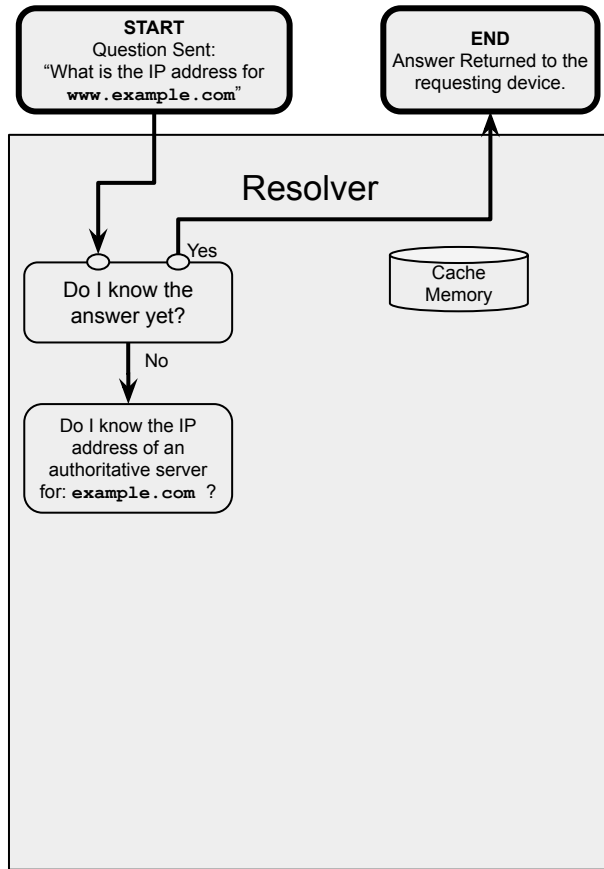 START
Question Sent:
“What is the IP address for
www.example.com”
END
Answer Returned to the
requesting device.
Resolver
Yes
Do I know the
answer yet?
Cache
Memory
No
Do I know the IP
address of an
authoritative server
for: example.com ?